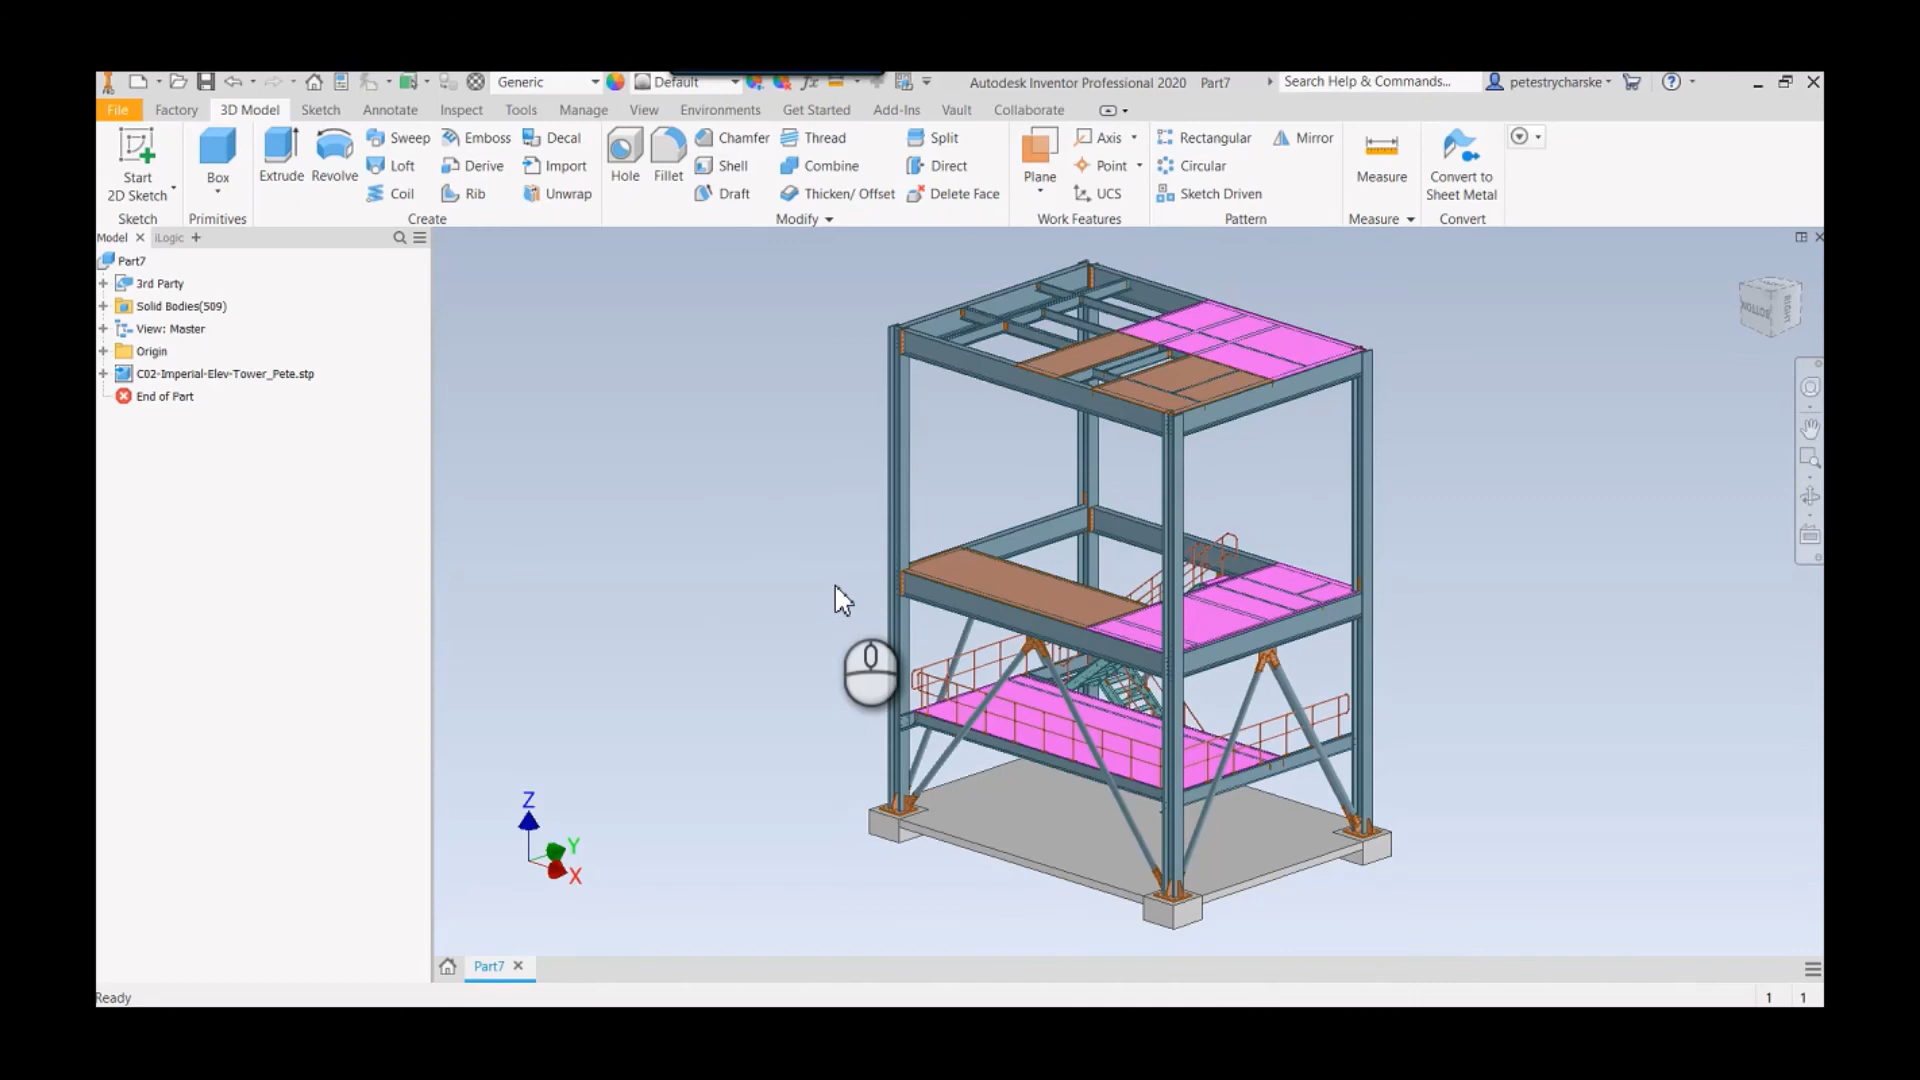 Generic Default Autodesk Inventor Professional 2020 Part7 Search Help & Commands... petestrycharske
File Factory 3D Model Sketch Annotate Inspect Tools Manage View Environments Get Started Add-Ins Vault Collaborate
Start 2D Sketch
Box
Extrude Revolve
Sweep Emboss Decal
Loft Derive Import
Coil Rib Unwrap
Hole Fillet
Chamfer Thread Split
Shell Combine Direct
Draft Thicken/ Offset Delete Face
Plane
Axis
Point
UCS
Rectangular Mirror
Circular
Sketch Driven
Measure
Convert to Sheet Metal
Sketch Primitives Create Modify Work Features Pattern Measure Convert
Model iLogic
Part7
3rd Party
Solid Bodies(509)
View: Master
Origin
C02-Imperial-Elev-Tower_Pete.stp
End of Part
RIGHT
BOTTOM
Z
Y
X
Part7
Ready 1 1